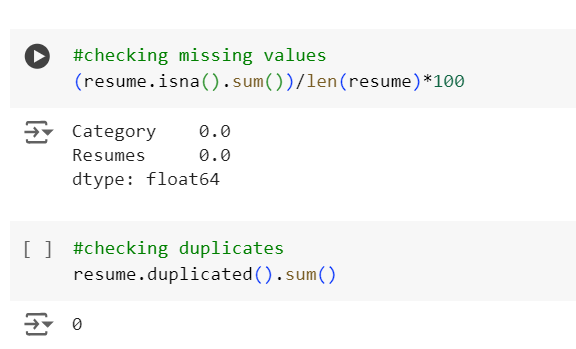 #checking missing values
(resume.isna().sum())/len(resume)*100
Category    0.0
Resumes     0.0
dtype: float64
[ ] #checking duplicates
resume.duplicated().sum()
0